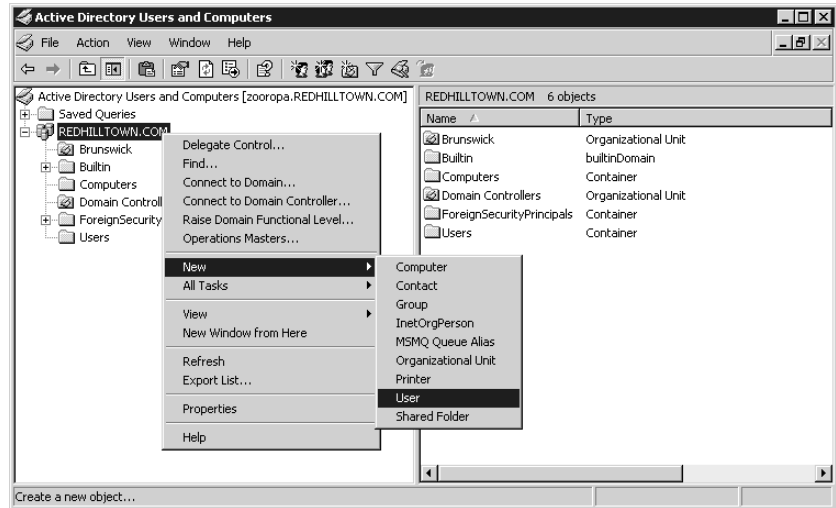 Active Directory Users and Computers
File Action View Window Help
Active Directory Users and Computers [zooropa.REDHILLTOWN.COM]
Saved Queries
REDHILLTOWN.COM
Brunswick
Builtin
Computers
Domain Controll
ForeignSecurity
Users
Delegate Control...
Find...
Connect to Domain...
Connect to Domain Controller...
Raise Domain Functional Level...
Operations Masters...
New
All Tasks
View
New Window from Here
Refresh
Export List...
Properties
Help
Computer
Contact
Group
InetOrgPerson
MSMQ Queue Alias
Organizational Unit
Printer
User
Shared Folder
REDHILLTOWN.COM 6 objects
Name Type
Brunswick Organizational Unit
Builtin builtinDomain
Computers Container
Domain Controllers Organizational Unit
ForeignSecurityPrincipals Container
Users Container
Create a new object...